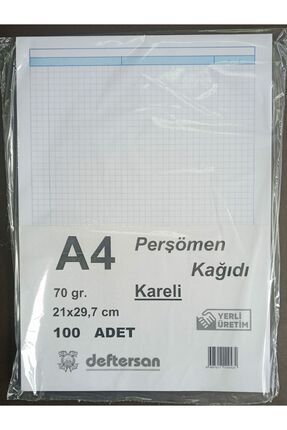 A4
Perşömen
Kağıdı
70 gr.
Kareli
21x29,7 cm
100 ADET
YERLİ
ÜRETİM
deftersan